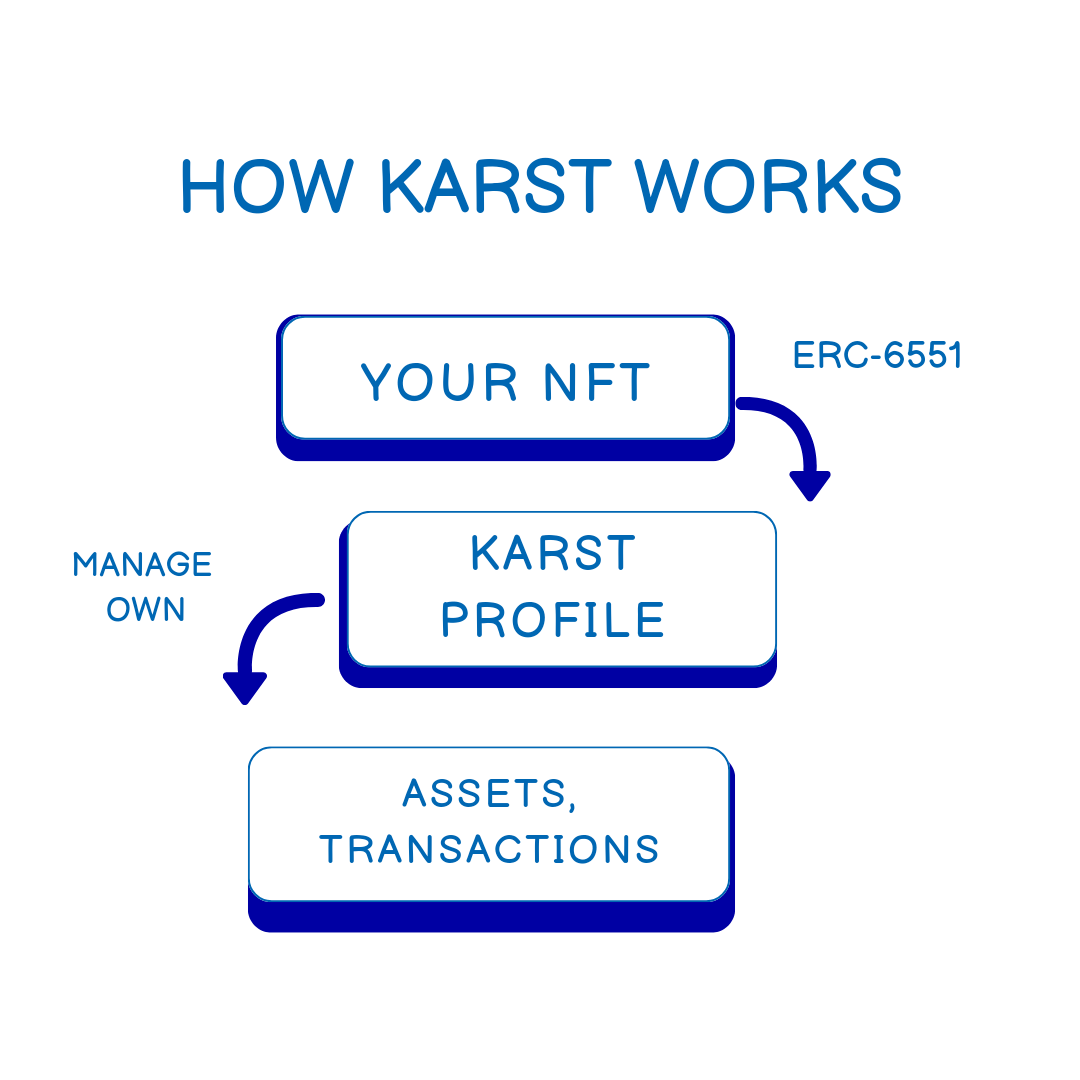 HOW KARST WORKS
YOUR NFT
ERC-6551
KARST
PROFILE
MANAGE
OWN
ASSETS,
TRANSACTIONS